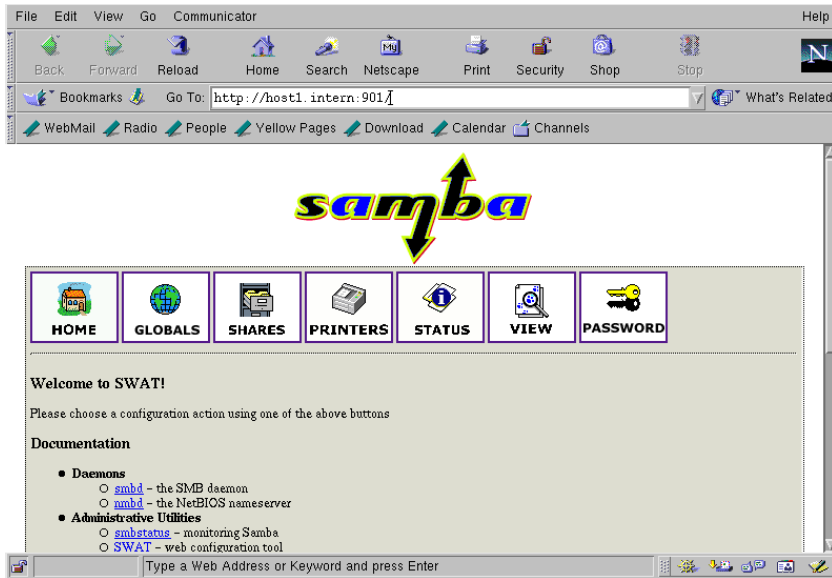 File Edit View Go Communicator Help
Back Forward Reload Home Search Netscape Print Security Shop Stop
My
N
Bookmarks Go To: http://host1.intern:901/ What's Related
WebMail Radio People Yellow Pages Download Calendar Channels
samba
HOME GLOBALS SHARES PRINTERS STATUS VIEW PASSWORD
Welcome to SWAT!
Please choose a configuration action using one of the above buttons
Documentation
● Daemons
○ smbd – the SMB daemon
○ nmbd – the NetBIOS nameserver
● Administrative Utilities
○ smbstatus – monitoring Samba
○ SWAT – web configuration tool
Type a Web Address or Keyword and press Enter